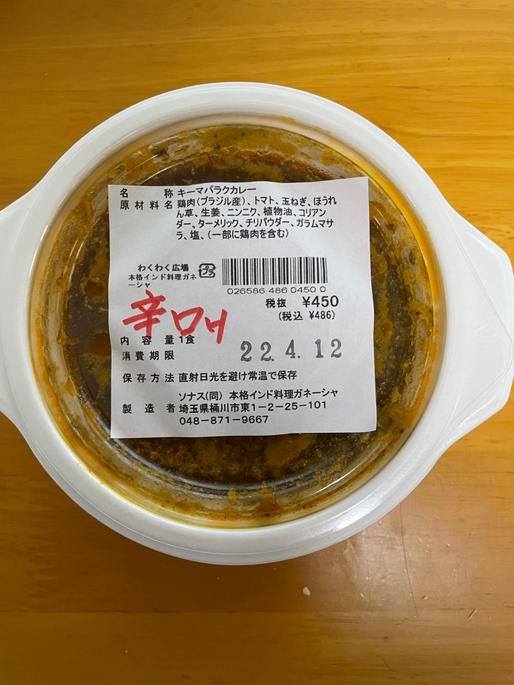 名　　称 キーマパラクカレー
原材料名 鶏肉(ブラジル産)、トマト、玉ねぎ、ほうれ
ん草、生姜、ニンニク、植物油、コリアン
ダー、ターメリック、チリパウダー、ガラムマサ
ラ、塩、(一部に鶏肉を含む)
わくわく広場
本格インド料理ガネ
ーシャ
プラ
026586 486 0450 0
税抜 ¥450
(税込 ¥486)
辛口
内 容 量 1食
消費期限 22.4.12
保存方法 直射日光を避け常温で保存
ソナス(同) 本格インド料理ガネーシャ
製 造 者 埼玉県桶川市東1-2-25-101
048-871-9667